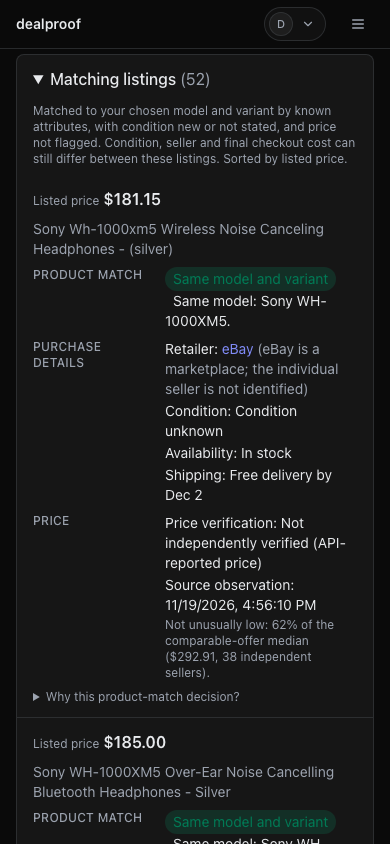 dealproof
D
Matching listings (52)
Matched to your chosen model and variant by known
attributes, with condition new or not stated, and price
not flagged. Condition, seller and final checkout cost can
still differ between these listings. Sorted by listed price.
Listed price $181.15
Sony Wh-1000xm5 Wireless Noise Canceling
Headphones - (silver)
PRODUCT MATCH
Same model and variant
Same model: Sony WH-
1000XM5.
PURCHASE
DETAILS
Retailer: eBay (eBay is a
marketplace; the individual
seller is not identified)
Condition: Condition
unknown
Availability: In stock
Shipping: Free delivery by
Dec 2
PRICE
Price verification: Not
independently verified (API-
reported price)
Source observation:
11/19/2026, 4:56:10 PM
Not unusually low: 62% of the
comparable-offer median
($292.91, 38 independent
sellers).
Why this product-match decision?
Listed price $185.00
Sony WH-1000XM5 Over-Ear Noise Cancelling
Bluetooth Headphones - Silver
PRODUCT MATCH
Same model and variant
Same model: Sony WH-